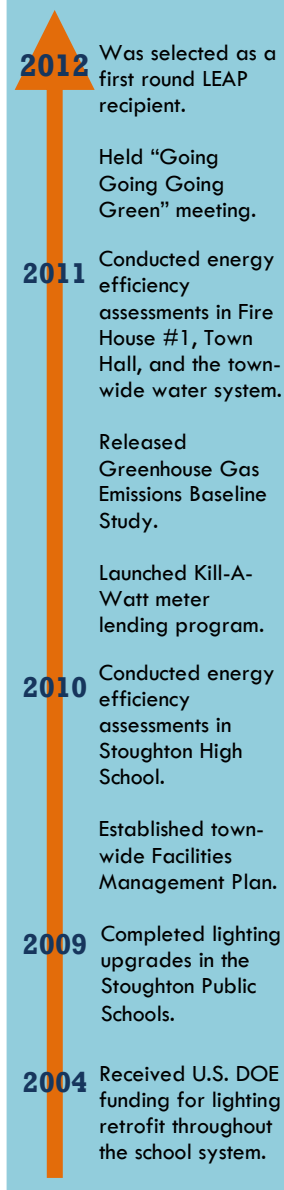 2012
Was selected as a
first round LEAP
recipient.
Held “Going
Going Going
Green” meeting.
2011
Conducted energy
efficiency
assessments in Fire
House #1, Town
Hall, and the town-
wide water system.
Released
Greenhouse Gas
Emissions Baseline
Study.
Launched Kill-A-
Watt meter
lending program.
2010
Conducted energy
efficiency
assessments in
Stoughton High
School.
Established town-
wide Facilities
Management Plan.
2009
Completed lighting
upgrades in the
Stoughton Public
Schools.
2004
Received U.S. DOE
funding for lighting
retrofit throughout
the school system.